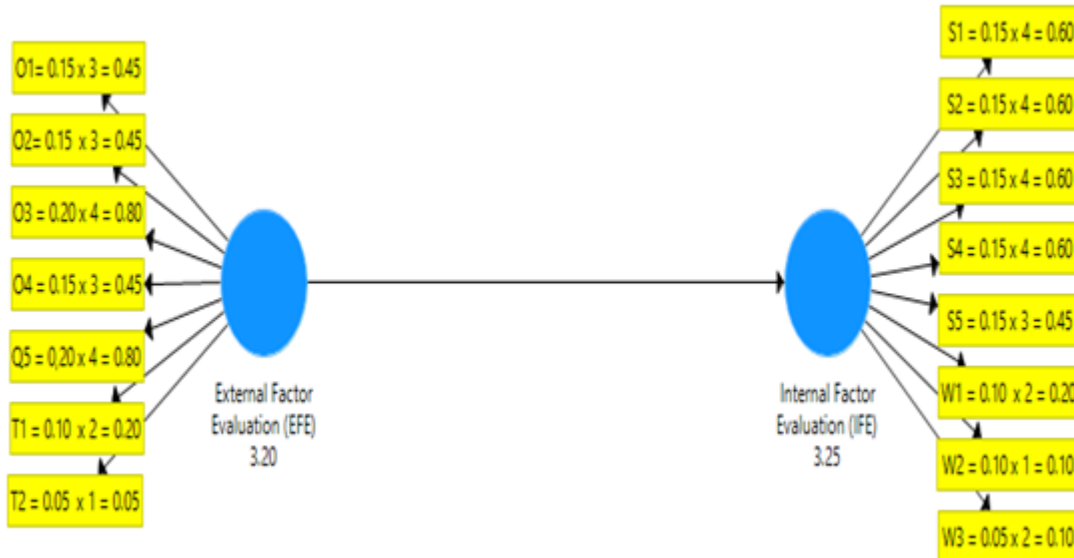 O1= 0.15 x 3 = 0.45
O2= 0.15 x 3 = 0.45
O3 = 0.20 x 4 = 0.80
O4 = 0.15 x 3 = 0.45
Q5 = 0,20 x 4 = 0.80
T1 = 0.10 x 2 = 0.20
T2 = 0.05 x 1 = 0.05
External Factor
Evaluation (EFE)
3.20
Internal Factor
Evaluation (IFE)
3.25
S1 = 0.15 x 4 = 0.60
S2 = 0.15 x 4 = 0.60
S3 = 0.15 x 4 = 0.60
S4 = 0.15 x 4 = 0.60
S5 = 0.15 x 3 = 0.45
W1 = 0.10 x 2 = 0.20
W2 = 0.10 x 1 = 0.10
W3 = 0.05 x 2 = 0.10